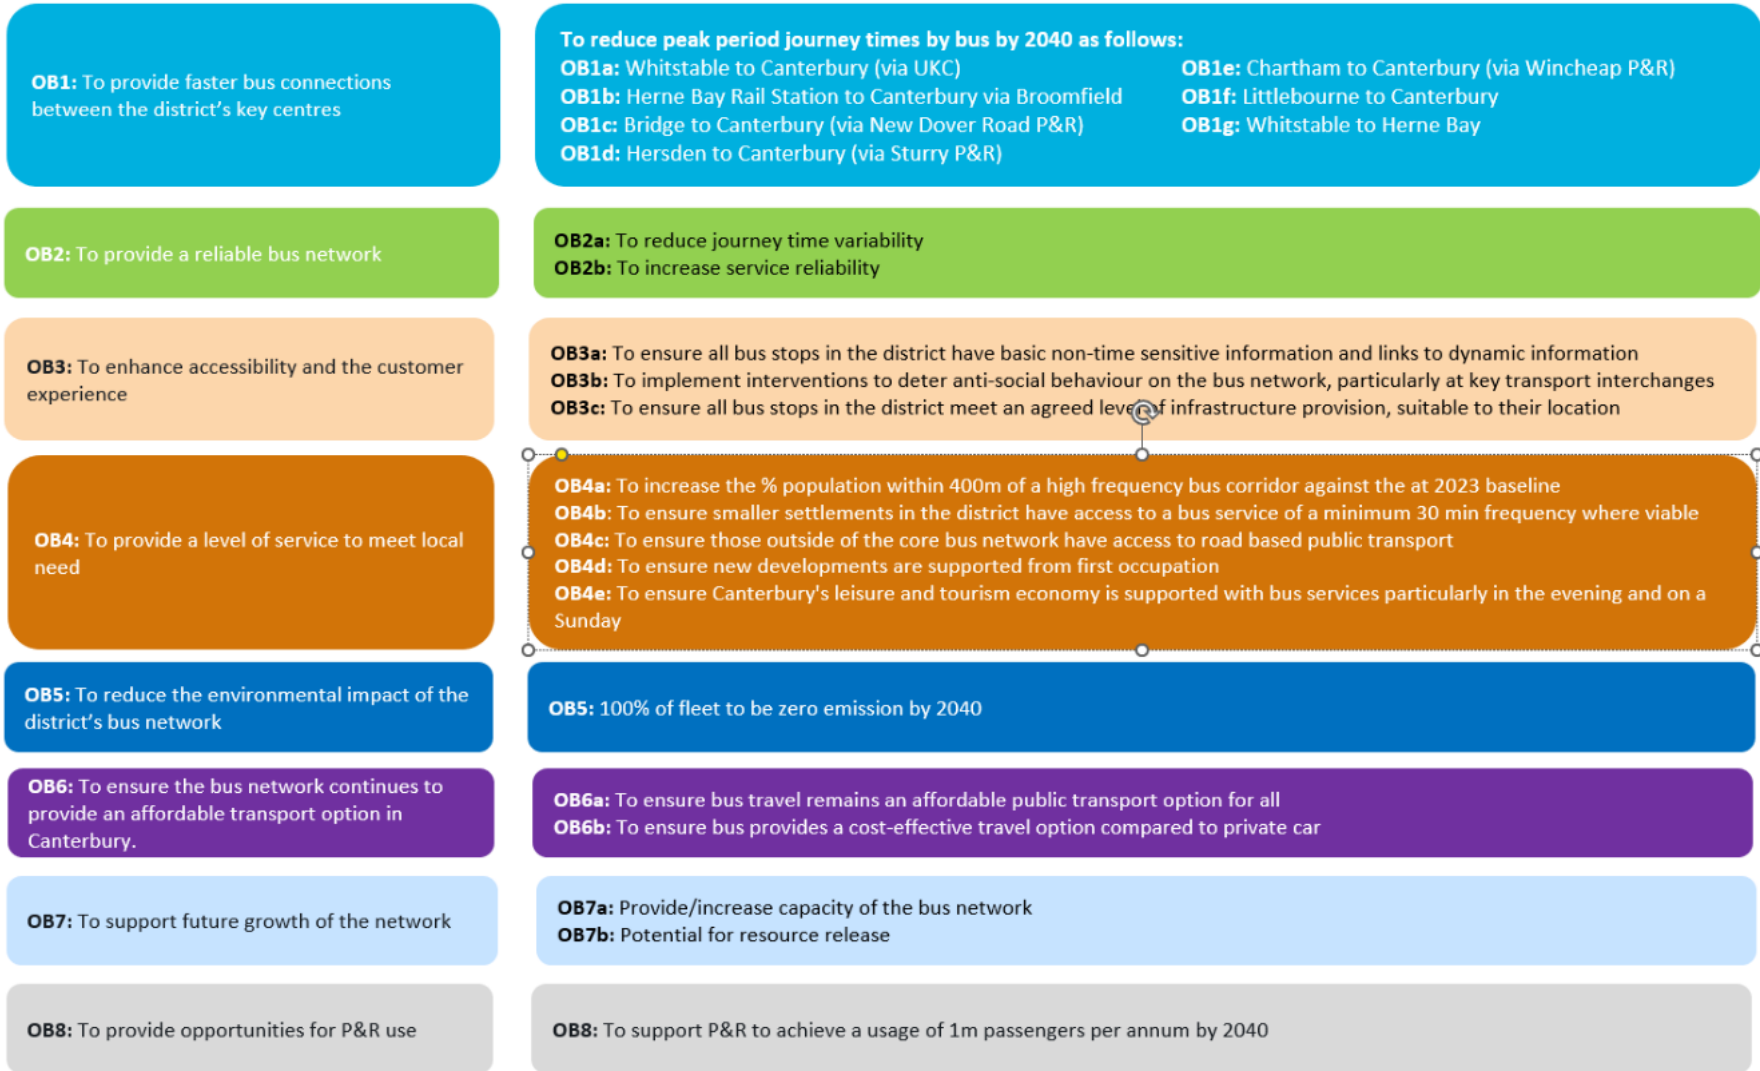 OB1: To provide faster bus connections
between the district's key centres
To reduce peak period journey times by bus by 2040 as follows:
OB1a: Whitstable to Canterbury (via UKC)
OB1b: Herne Bay Rail Station to Canterbury via Broomfield
OB1c: Bridge to Canterbury (via New Dover Road P&R)
OB1d: Hersden to Canterbury (via Sturry P&R)
OB1e: Chartham to Canterbury (via Wincheap P&R)
OB1f: Littlebourne to Canterbury
OB1g: Whitstable to Herne Bay
OB2: To provide a reliable bus network
OB2a: To reduce journey time variability
OB2b: To increase service reliability
OB3: To enhance accessibility and the customer
experience
OB3a: To ensure all bus stops in the district have basic non-time sensitive information and links to dynamic information
OB3b: To implement interventions to deter anti-social behaviour on the bus network, particularly at key transport interchanges
OB3c: To ensure all bus stops in the district meet an agreed level of infrastructure provision, suitable to their location
OB4: To provide a level of service to meet local
need
OB4a: To increase the % population within 400m of a high frequency bus corridor against the at 2023 baseline
OB4b: To ensure smaller settlements in the district have access to a bus service of a minimum 30 min frequency where viable
OB4c: To ensure those outside of the core bus network have access to road based public transport
OB4d: To ensure new developments are supported from first occupation
OB4e: To ensure Canterbury's leisure and tourism economy is supported with bus services particularly in the evening and on a
Sunday
OB5: To reduce the environmental impact of the
district's bus network
OB5: 100% of fleet to be zero emission by 2040
OB6: To ensure the bus network continues to
provide an affordable transport option in
Canterbury.
OB6a: To ensure bus travel remains an affordable public transport option for all
OB6b: To ensure bus provides a cost-effective travel option compared to private car
OB7: To support future growth of the network
OB7a: Provide/increase capacity of the bus network
OB7b: Potential for resource release
OB8: To provide opportunities for P&R use
OB8: To support P&R to achieve a usage of 1m passengers per annum by 2040